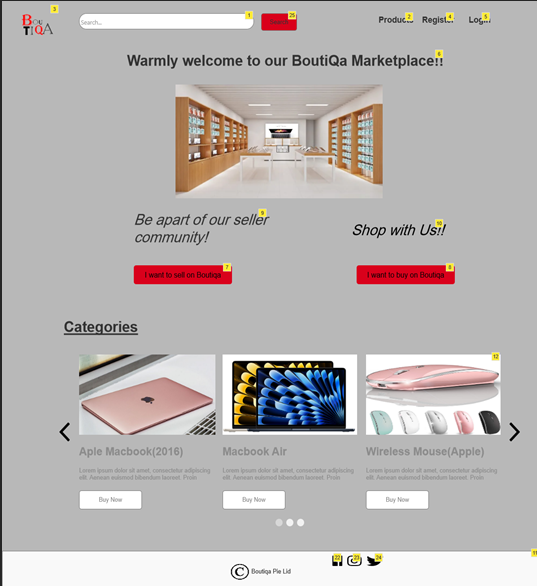 BOU
TIQA
Search...
1
25
3
Products
2
Register
4
Login
5
Warmly welcome to our BoutiQa Marketplace!!
6
Be apart of our seller
community!
9
Shop with Us!!
10
I want to sell on Boutiqa
7
I want to buy on Boutiqa
8
Categories
12
Aple Macbook(2016)
Macbook Air
Wireless Mouse(Apple)
Lorem ipsum dolor sit amet, consectetur adipiscing
elit. Aenean euismod bibendum laoreet. Proin
Lorem ipsum dolor sit amet, consectetur adipiscing
elit. Aenean euismod bibendum laoreet. Proin
Lorem ipsum dolor sit amet, consectetur adipiscing
elit. Aenean euismod bibendum laoreet. Proin
Buy Now
Buy Now
Buy Now
11
22
23
24
© Boutiqa Pie Lid